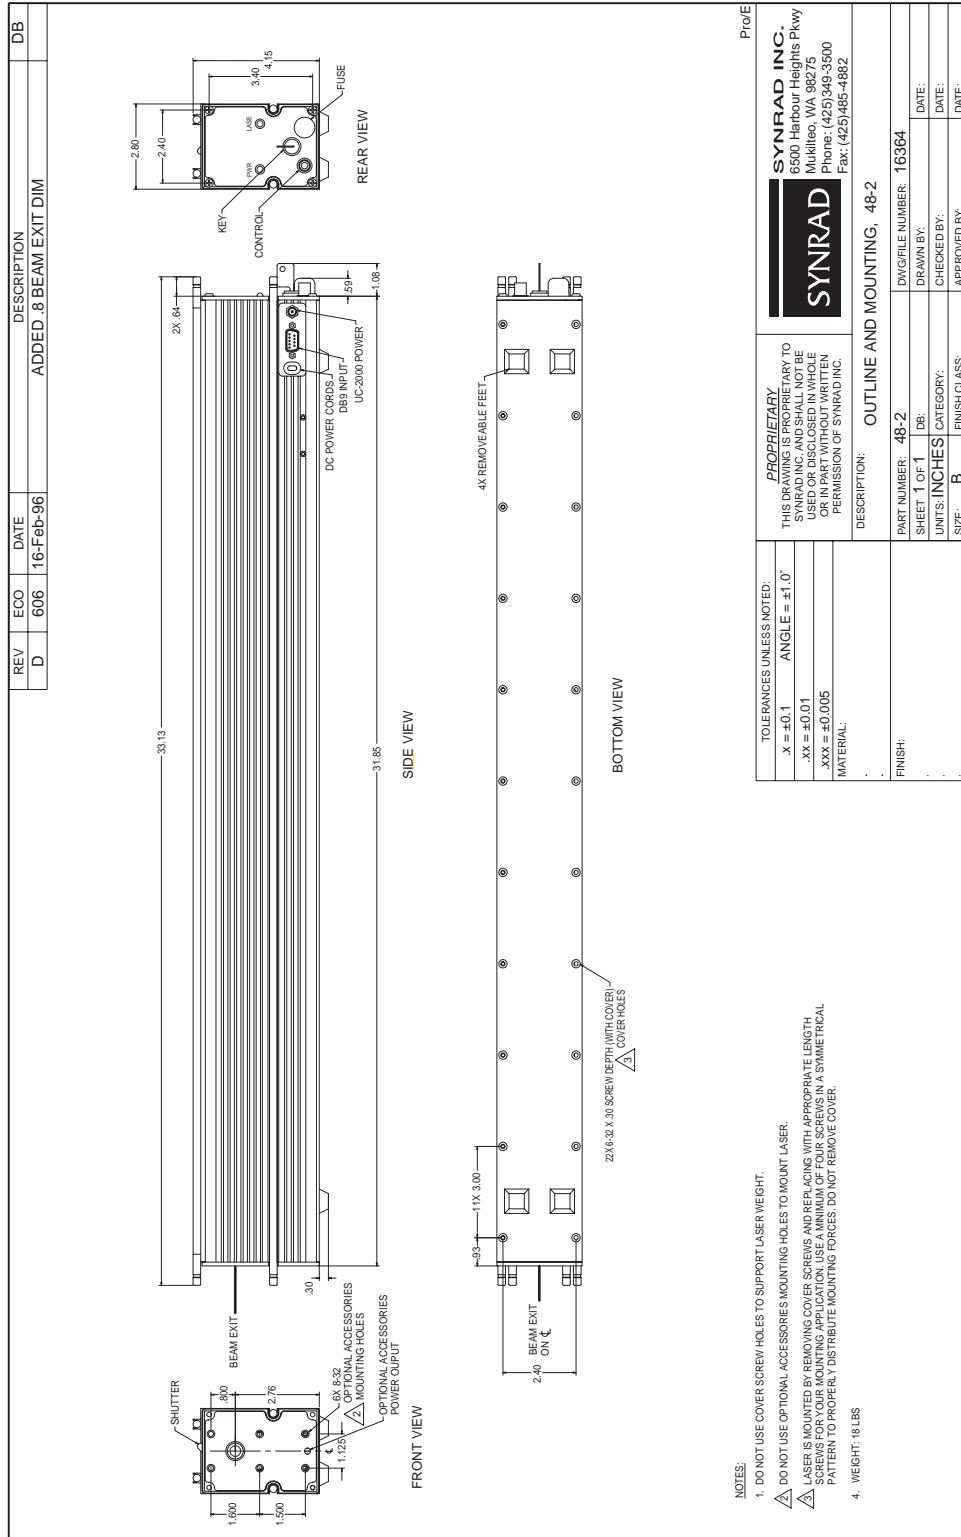 REV ECO DATE DESCRIPTION DB
D 606 16-Feb-96 ADDED .8 BEAM EXIT DIM
33.13
2X .64
BEAM EXIT
.30
31.85
1.08
.59
DC POWER CORDS
DB9 INPUT
UC-2000 POWER
SIDE VIEW
SHUTTER
.800
2.76
1.600
1.500
1.125
℄
6X 8-32
OPTIONAL ACCESSORIES
MOUNTING HOLES
2
OPTIONAL ACCESSORIES
POWER OUPUT
FRONT VIEW
2.80
2.40
3.40
4.15
KEY
CONTROL
PWR
LASE
FUSE
REAR VIEW
BEAM EXIT
ON ℄
2.40
.93
11X 3.00
22X 6-32 X .30 SCREW DEPTH (WITH COVER)
COVER HOLES
3
4X REMOVEABLE FEET
BOTTOM VIEW
NOTES:
1. DO NOT USE COVER SCREW HOLES TO SUPPORT LASER WEIGHT.
2 DO NOT USE OPTIONAL ACCESSORIES MOUNTING HOLES TO MOUNT LASER.
3 LASER IS MOUNTED BY REMOVING COVER SCREWS AND REPLACING WITH APPROPRIATE LENGTH
SCREWS FOR YOUR MOUNTING APPLICATION. USE A MINIMUM OF FOUR SCREWS IN A SYMMETRICAL
PATTERN TO PROPERLY DISTRIBUTE MOUNTING FORCES. DO NOT REMOVE COVER.
4. WEIGHT: 18 LBS
Pro/E
TOLERANCES UNLESS NOTED:
.X = ±0.1 ANGLE = ±1.0°
.XX = ±0.01
.XXX = ±0.005
MATERIAL:
FINISH:
PROPRIETARY
THIS DRAWING IS PROPRIETARY TO
SYNRAD INC. AND SHALL NOT BE
USED OR DISCLOSED IN WHOLE
OR IN PART WITHOUT WRITTEN
PERMISSION OF SYNRAD INC.
SYNRAD
SYNRAD INC.
6500 Harbour Heights Pkwy
Mukilteo, WA 98275
Phone: (425)349-3500
Fax: (425)485-4882
DESCRIPTION:
OUTLINE AND MOUNTING, 48-2
PART NUMBER: 48-2 DWG/FILE NUMBER: 16364
SHEET 1 OF 1 DB: DRAWN BY: DATE:
UNITS: INCHES CATEGORY: CHECKED BY: DATE:
SIZE: B FINISH CLASS: APPROVED BY: DATE: